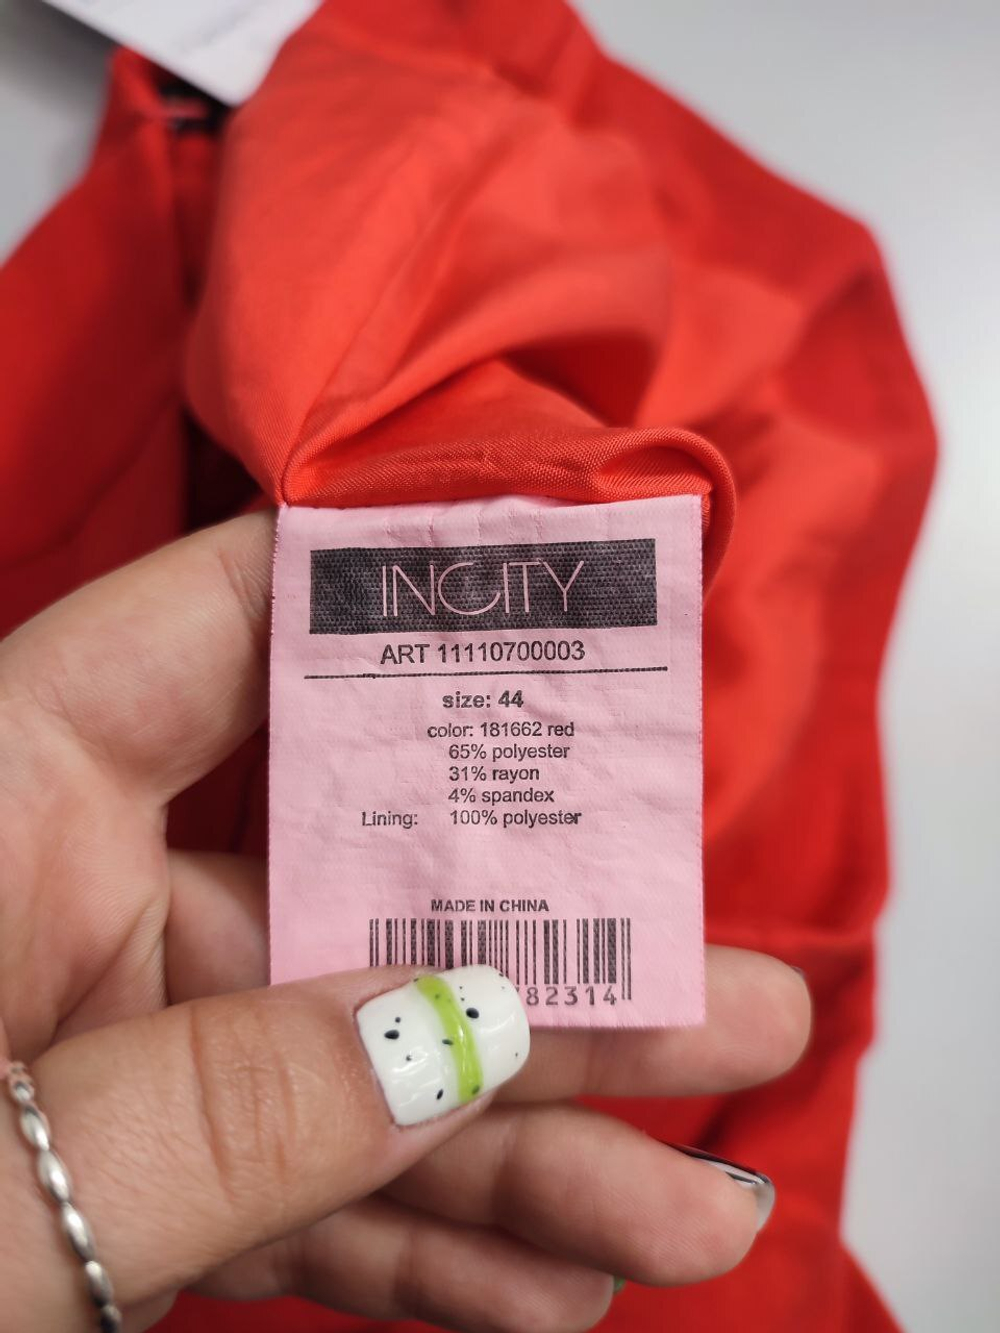 INCITY
ART 11110700003
size: 44
color: 181662 red
65% polyester
31% rayon
4% spandex
Lining: 100% polyester
MADE IN CHINA
82314